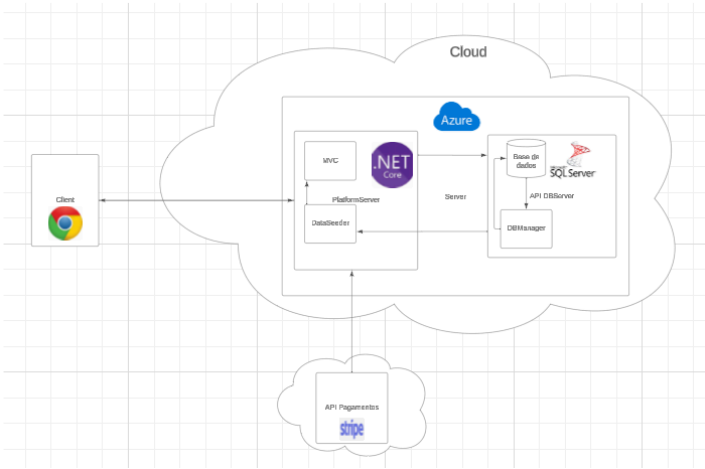 Cloud
Azure
MVC
.NET
Core
PlatformServer
DataSeeder
Client
Server
Base de
dados
Microsoft
SQL Server
API DBServer
DBManager
API Pagamentos
stripe